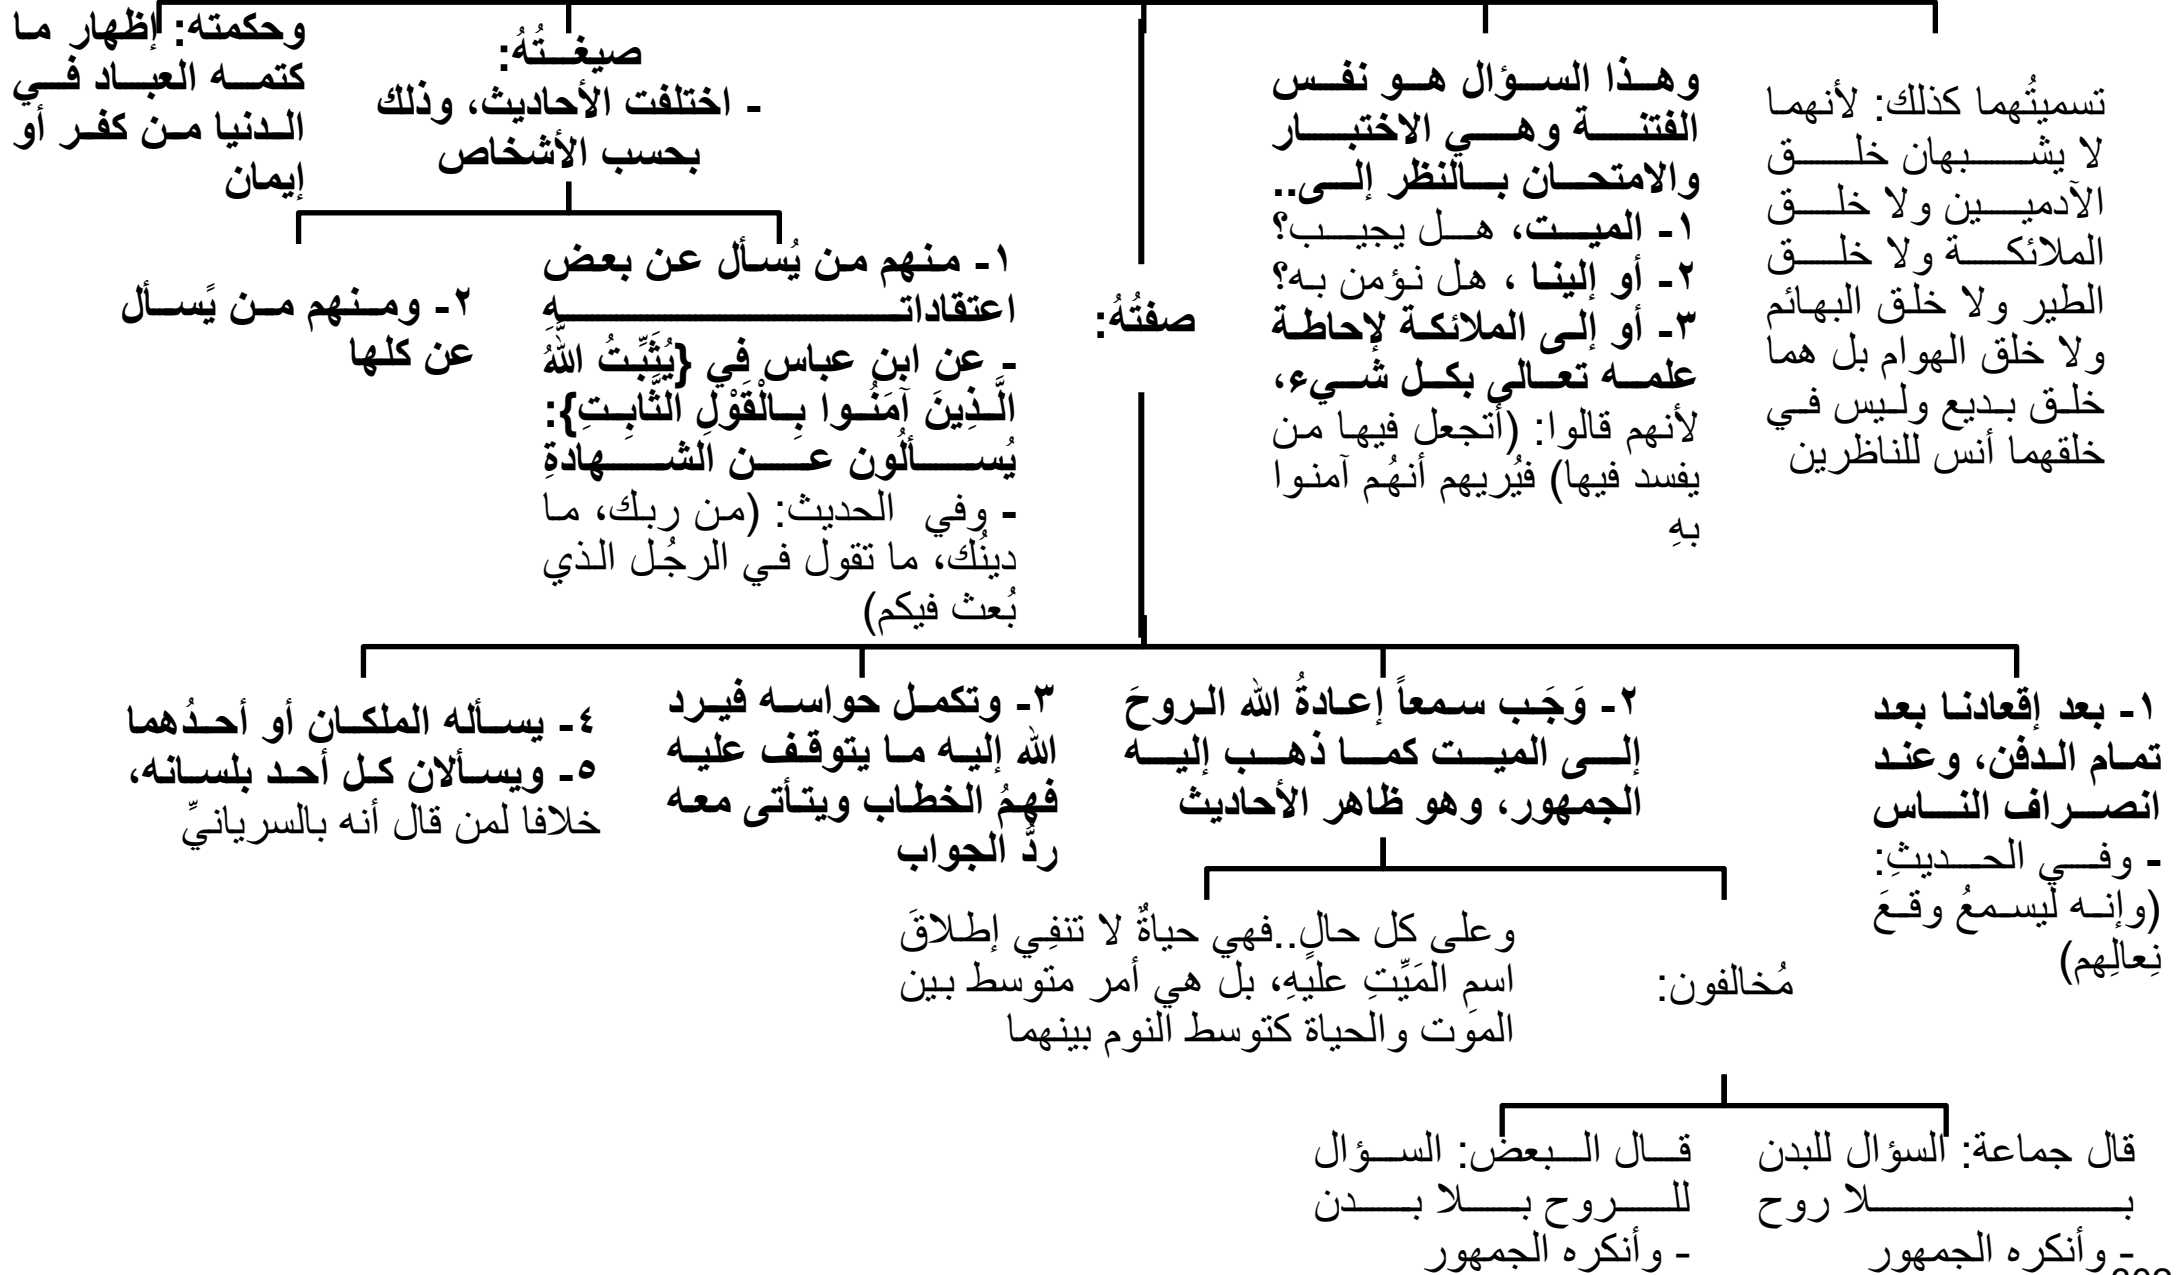 تسميتُهما كذلك: لأنهما
لا يشبهان خلق
الآدميين ولا خلق
الملائكة ولا خلق
الطير ولا خلق البهائم
ولا خلق الهوام بل هما
خلق بديع وليس في
خلقهما أنس للناظرين
وهذا السؤال هو نفس
الفتنة وهي الاختبار
والامتحان بالنظر إلى..
١- الميت، هل يجيب؟
٢- أو إلينا ، هل نؤمن به؟
٣- أو إلى الملائكة لإحاطة
علمه تعالى بكل شيء،
لأنهم قالوا: (أتجعل فيها من
يفسد فيها) فيُريهم أنهُم آمنوا
بهِ
صفتُهُ:
صيغتُهُ:
- اختلفت الأحاديث، وذلك
بحسب الأشخاص
١- منهم من يُسأل عن بعض
اعتقاداته
- عن ابن عباس في {يُثَبِّتُ اللَّهُ
الَّذِينَ آمَنُوا بِالْقَوْلِ الثَّابِتِ}:
يُسألُون عن الشهادةِ
- وفي الحديث: (من ربك، ما
دينُك، ما تقول في الرجُل الذي
بُعث فيكم)
٢- ومنهم من يًسأل
عن كلها
وحكمته: إظهار ما
كتمه العباد في
الدنيا من كفر أو
إيمان
١- بعد إقعادنا بعد
تمام الدفن، وعند
انصراف الناس
- وفي الحديثِ:
(وإنه ليسمعُ وقعَ
نِعالِهم)
٢- وَجَب سمعاً إعادةُ الله الروحَ
إلى الميت كما ذهب إليه
الجمهور، وهو ظاهر الأحاديث
٣- وتكمل حواسه فيرد
الله إليه ما يتوقف عليه
فهمُ الخطاب ويتأتى معه
ردُّ الجواب
٤- يسأله الملكان أو أحدُهما
٥- ويسألان كل أحد بلسانه،
خلافا لمن قال أنه بالسريانيِّ
مُخالفون:
وعلى كل حالٍ..فهي حياةٌ لا تنفِي إطلاقَ
اسمِ المَيِّتِ عليهِ، بل هي أمر متوسط بين
الموَت والحياة كتوسط النوم بينهما
قال جماعة: السؤال للبدن
بلا روح
- وأنكره الجمهور
قال البعض: السؤال
للروح بلا بدن
- وأنكره الجمهور